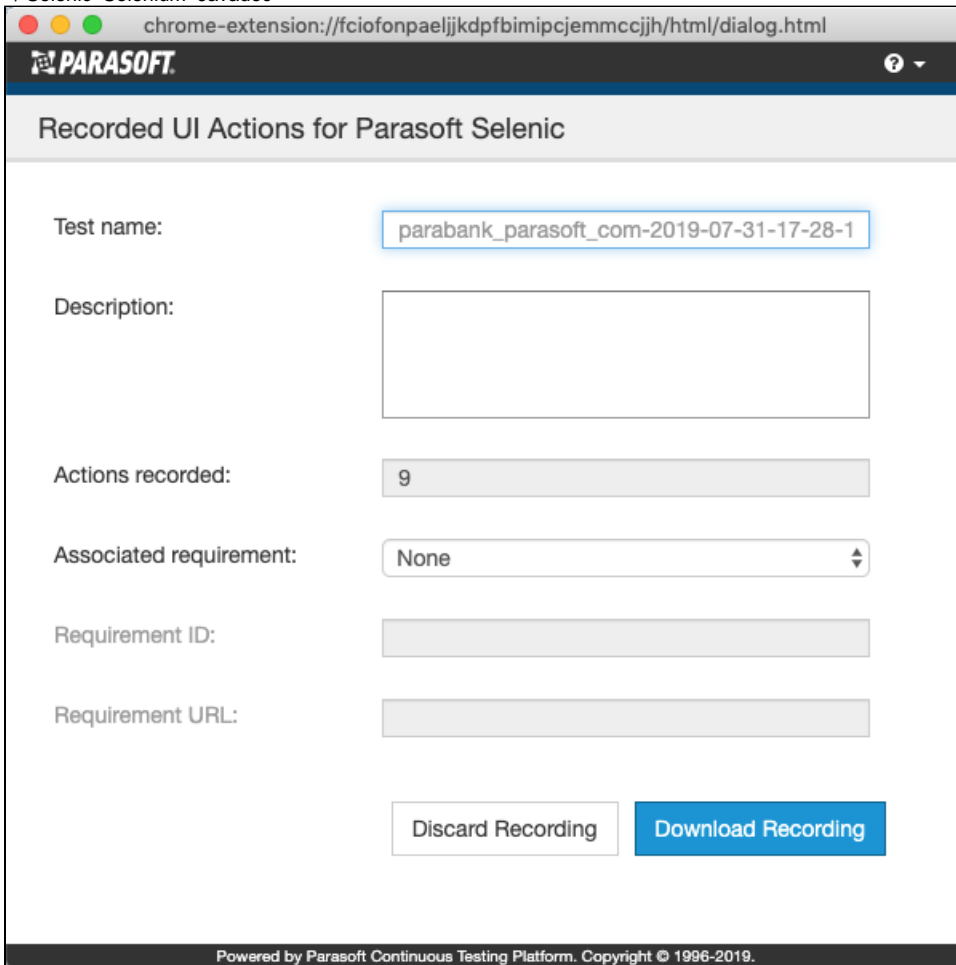 chrome-extension://fciofonpaeljjkdpfbimipcjemmccjjh/html/dialog.html
PARASOFT.
Recorded UI Actions for Parasoft Selenic
Test name: parabank_parasoft_com-2019-07-31-17-28-1
Description:
Actions recorded: 9
Associated requirement: None
Requirement ID:
Requirement URL:
Discard Recording Download Recording
Powered by Parasoft Continuous Testing Platform. Copyright © 1996-2019.